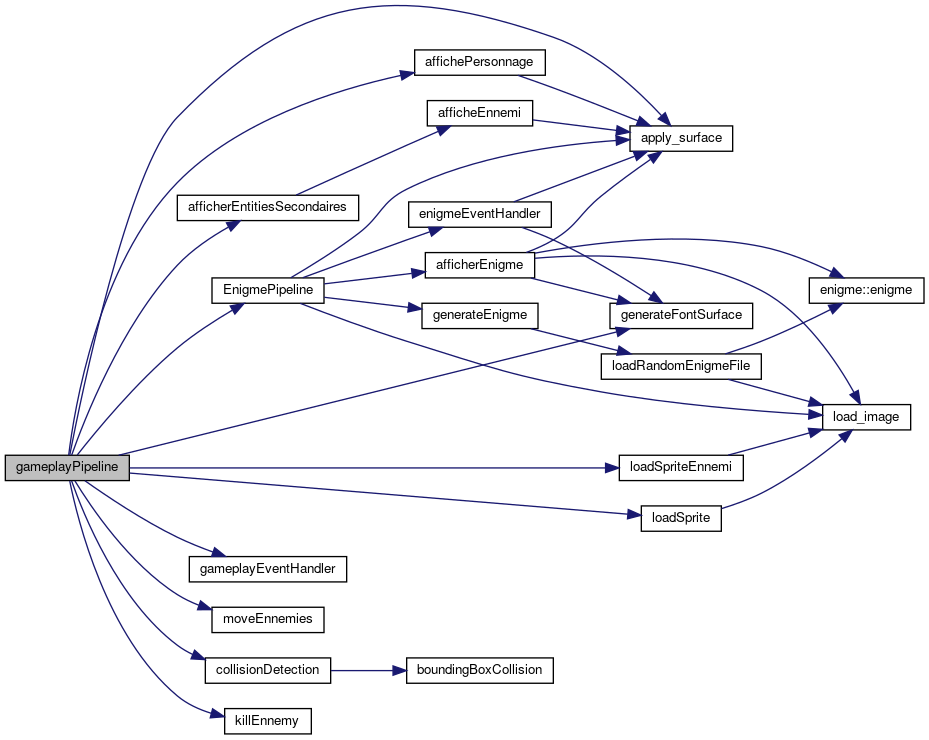 affichePersonnage
afficheEnnemi
apply_surface
afficherEntitiesSecondaires
enigmeEventHandler
afficherEnigme
EnigmePipeline
enigme::enigme
generateEnigme
generateFontSurface
loadRandomEnigmeFile
load_image
gameplayPipeline
loadSpriteEnnemi
loadSprite
gameplayEventHandler
moveEnnemies
collisionDetection
boundingBoxCollision
killEnnemy